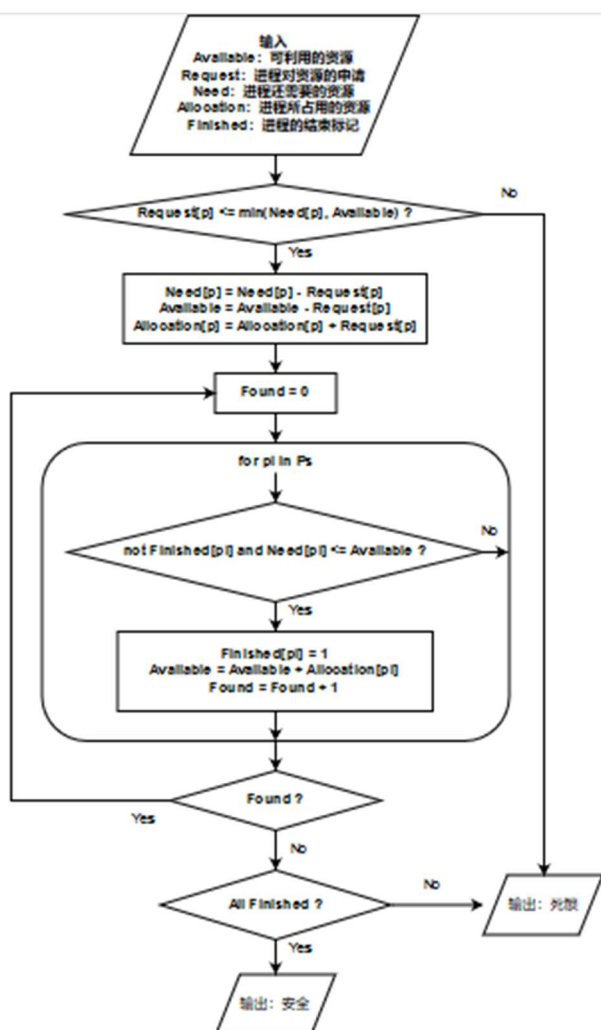 输入
Available：可利用的资源
Request：进程对资源的申请
Need：进程还需要的资源
Allocation：进程所占用的资源
Finished：进程的结束标记
Request[p] <= min(Need[p], Available) ?
No
Yes
Need[p] = Need[p] - Request[p]
Available = Available - Request[p]
Allocation[p] = Allocation[p] + Request[p]
Found = 0
for pi in Ps
not Finished[pi] and Need[pi] <= Available ?
No
Yes
Finished[pi] = 1
Available = Available + Allocation[pi]
Found = Found + 1
Found ?
Yes
No
All Finished ?
No
输出：死锁
Yes
输出：安全